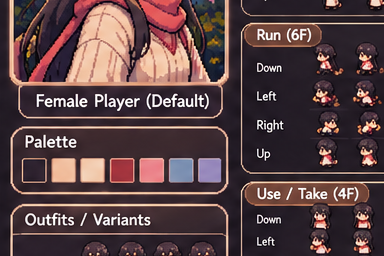 Female Player (Default)
Palette
Outfits / Variants
Run (6F)
Down
Left
Right
Up
Use / Take (4F)
Down
Left